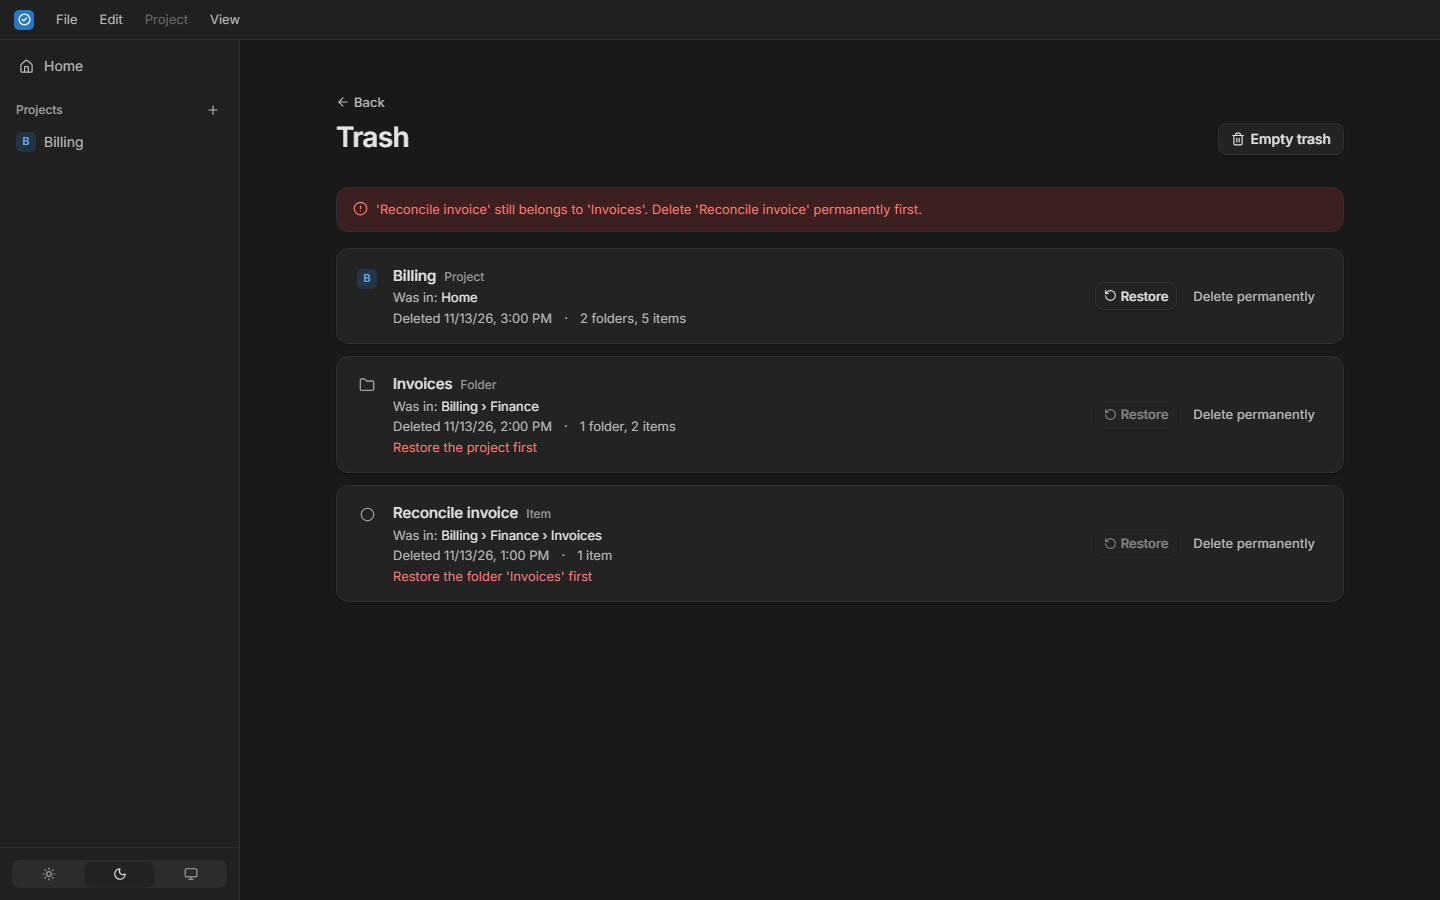 File Edit Project View
Home
Projects
B Billing
Back
Trash
Empty trash
'Reconcile invoice' still belongs to 'Invoices'. Delete 'Reconcile invoice' permanently first.
B Billing Project
Was in: Home
Deleted 11/13/26, 3:00 PM · 2 folders, 5 items
Restore Delete permanently
Invoices Folder
Was in: Billing › Finance
Deleted 11/13/26, 2:00 PM · 1 folder, 2 items
Restore the project first
Restore Delete permanently
Reconcile invoice Item
Was in: Billing › Finance › Invoices
Deleted 11/13/26, 1:00 PM · 1 item
Restore the folder 'Invoices' first
Restore Delete permanently